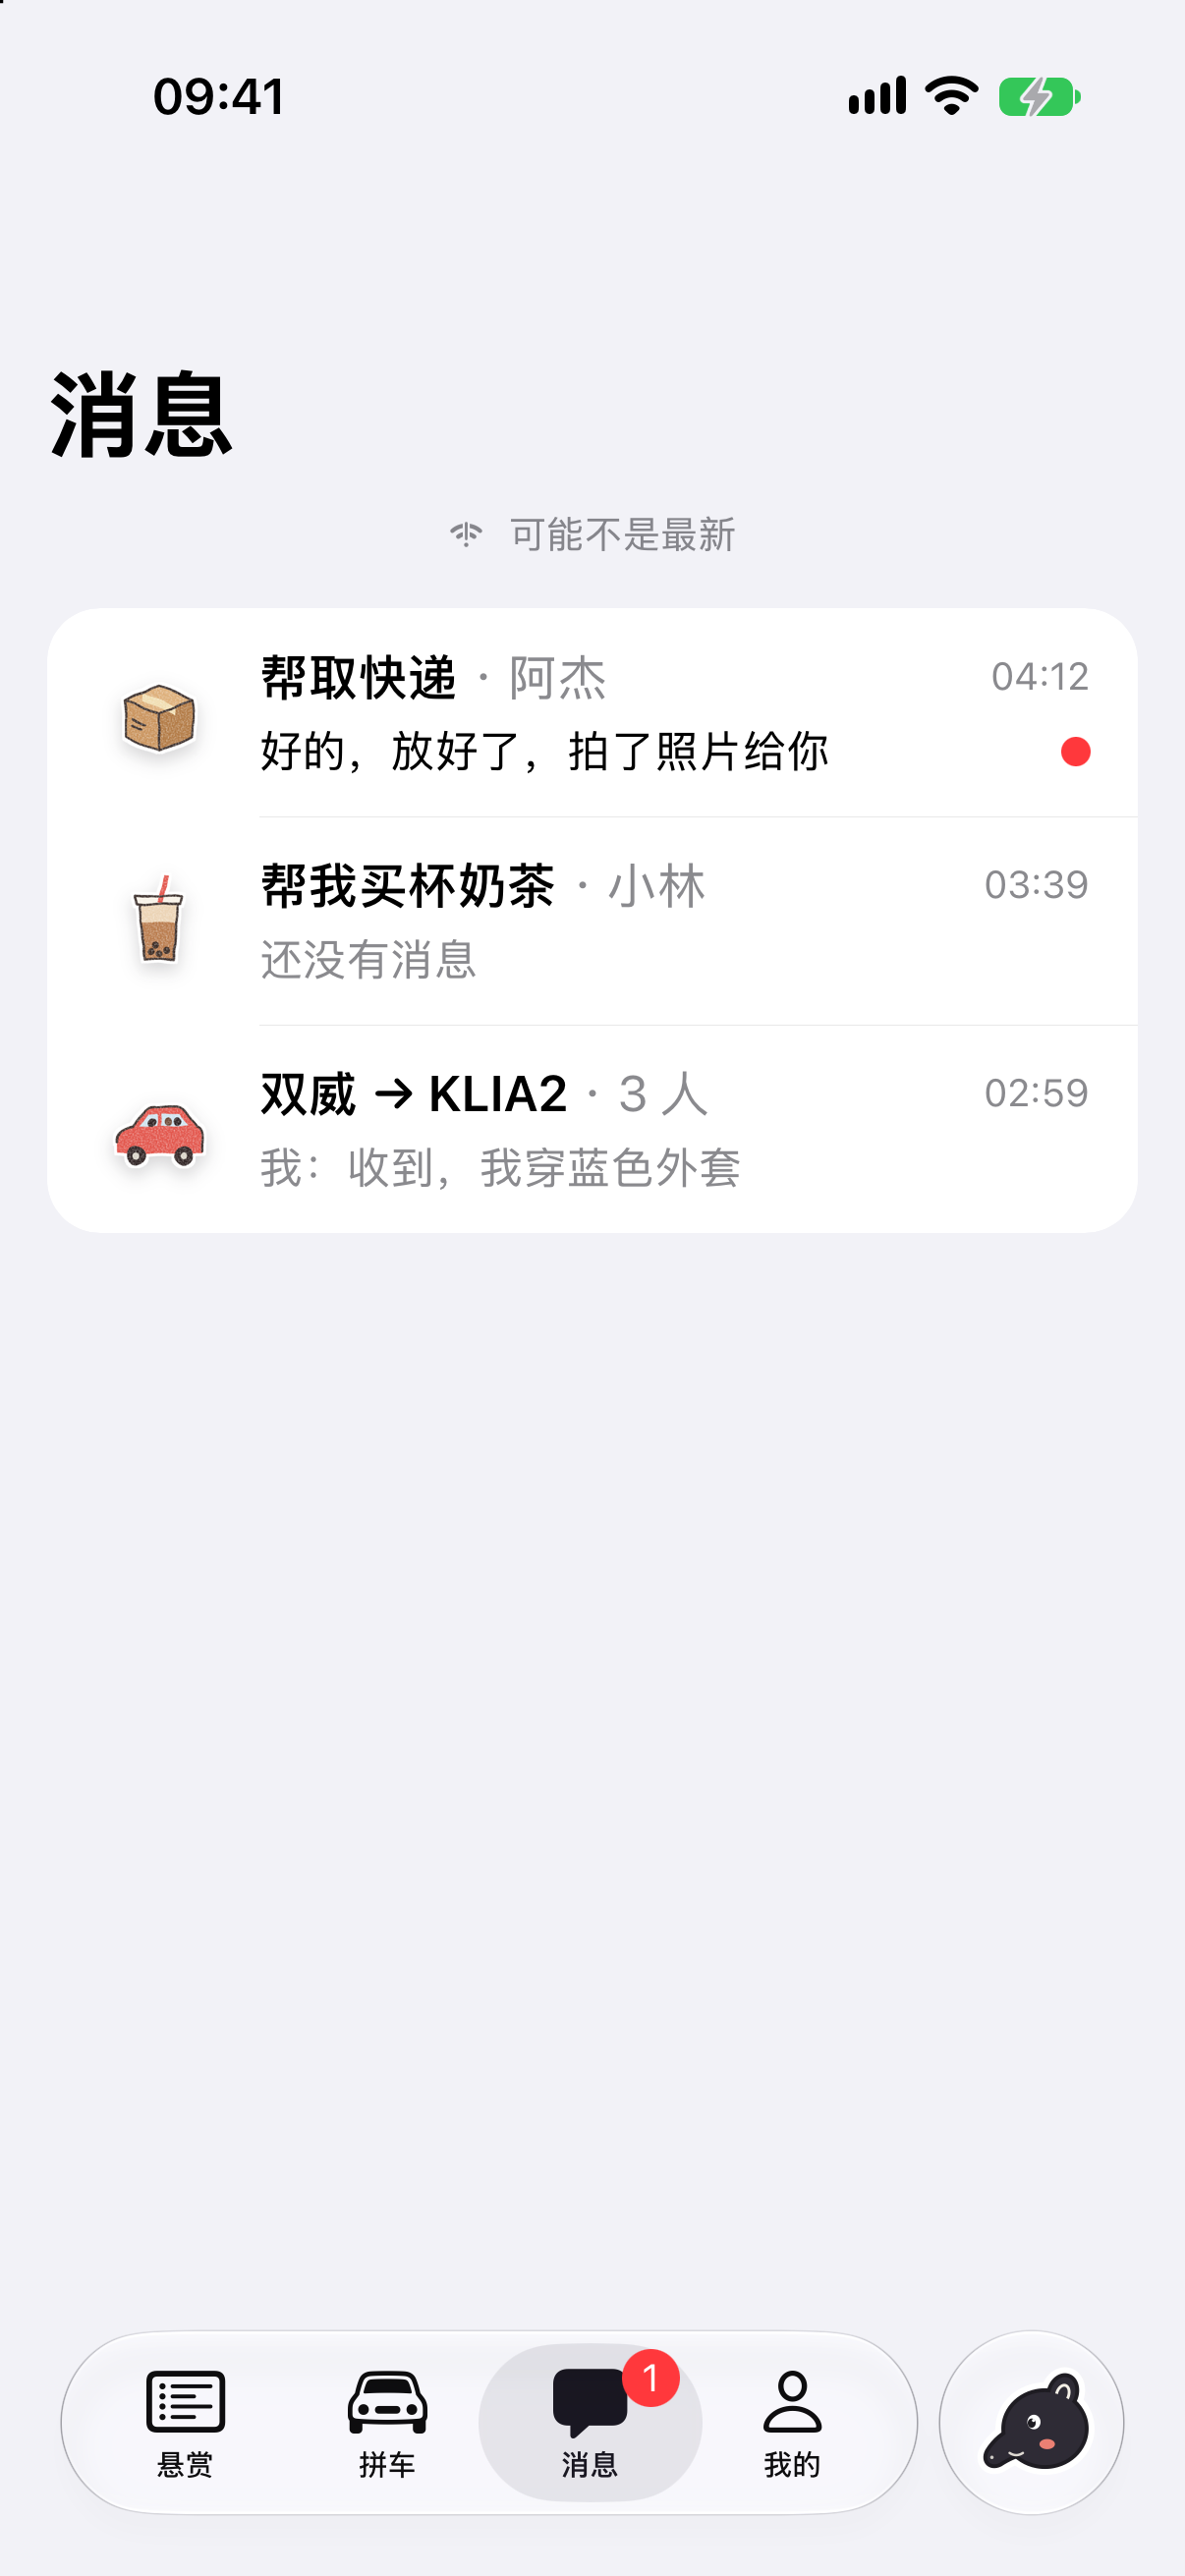 09:41
消息
可能不是最新
帮取快递 · 阿杰 04:12
好的，放好了，拍了照片给你
帮我买杯奶茶 · 小林 03:39
还没有消息
双威 → KLIA2 · 3 人 02:59
我：收到，我穿蓝色外套
1
悬赏 拼车 消息 我的